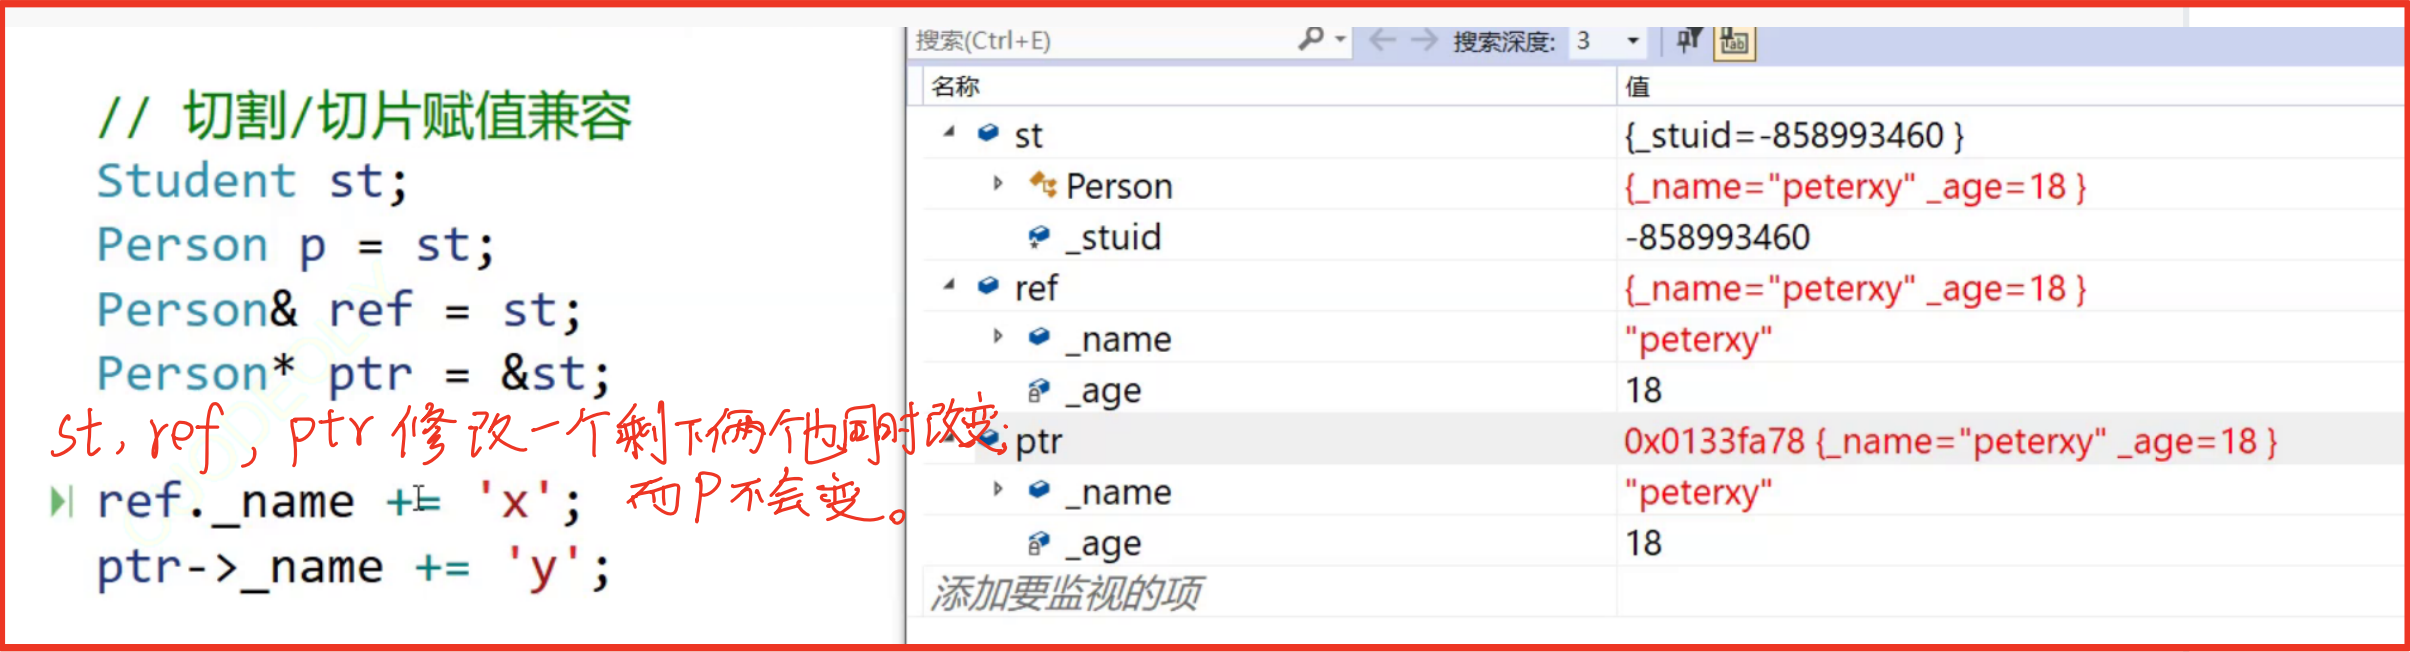 // 切割/切片赋值兼容
Student st;
Person p = st;
Person& ref = st;
Person* ptr = &st;
st, ref, ptr 修改一个剩下俩个也同时改变;
而P不会变。
ref._name += 'x';
ptr->_name += 'y';
搜索(Ctrl+E)
搜索深度: 3
名称 值
st {_stuid=-858993460 }
Person {_name="peterxy" _age=18 }
_stuid -858993460
ref {_name="peterxy" _age=18 }
_name "peterxy"
_age 18
ptr 0x0133fa78 {_name="peterxy" _age=18 }
_name "peterxy"
_age 18
添加要监视的项